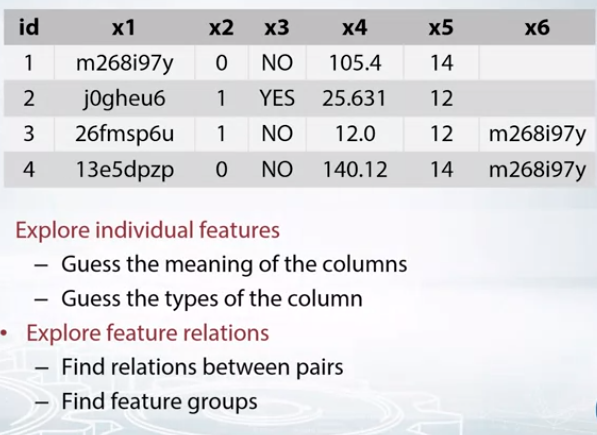 id x1 x2 x3 x4 x5 x6
1 m268i97y 0 NO 105.4 14
2 j0gheu6 1 YES 25.631 12
3 26fmsp6u 1 NO 12.0 12 m268i97y
4 13e5dpzp 0 NO 140.12 14 m268i97y
Explore individual features
– Guess the meaning of the columns
– Guess the types of the column
• Explore feature relations
– Find relations between pairs
– Find feature groups